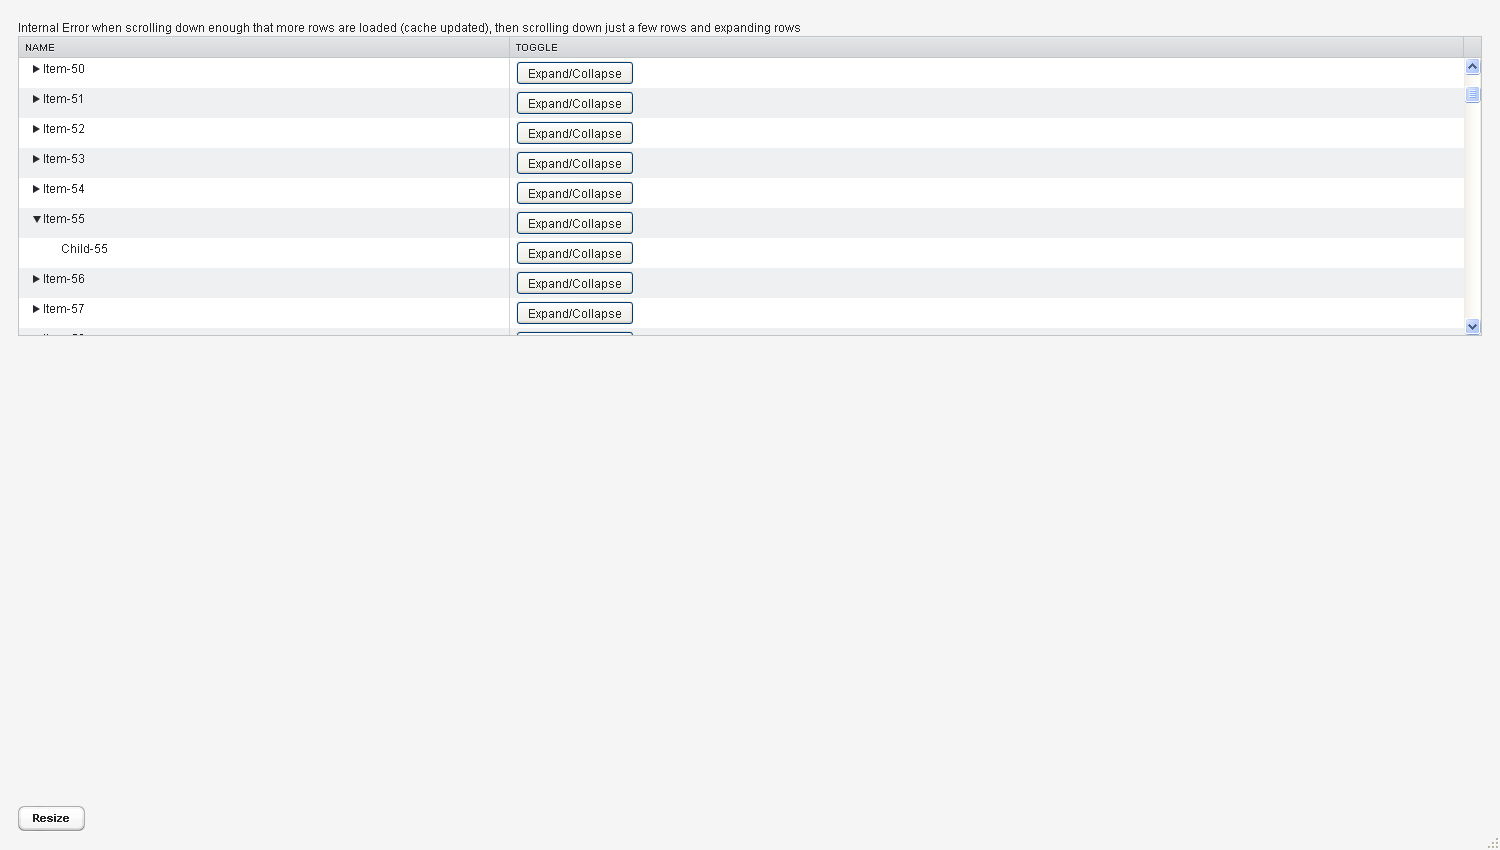 Internal Error when scrolling down enough that more rows are loaded (cache updated), then scrolling down just a few rows and expanding rows
NAME TOGGLE
Item-50 Expand/Collapse
Item-51 Expand/Collapse
Item-52 Expand/Collapse
Item-53 Expand/Collapse
Item-54 Expand/Collapse
Item-55 Expand/Collapse
Child-55 Expand/Collapse
Item-56 Expand/Collapse
Item-57 Expand/Collapse
Resize